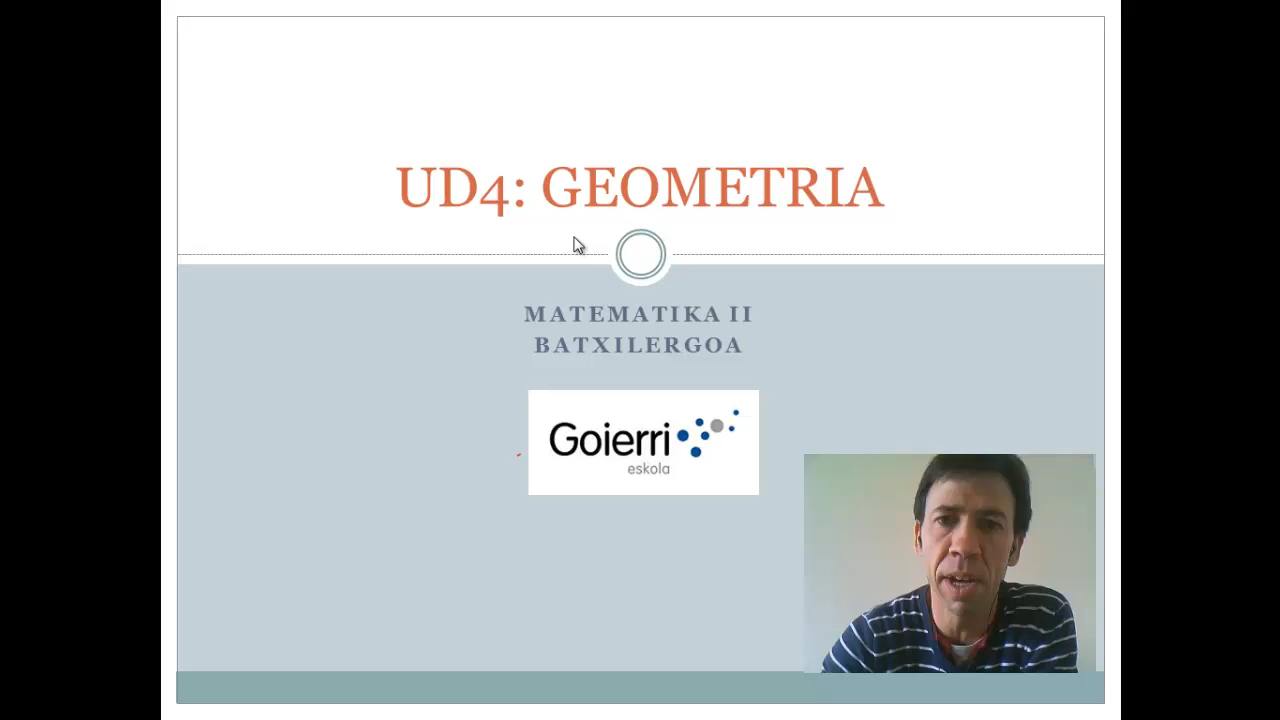 UD4: GEOMETRIA
MATEMATIKA II
BATXILERGOA
Goierri
eskola